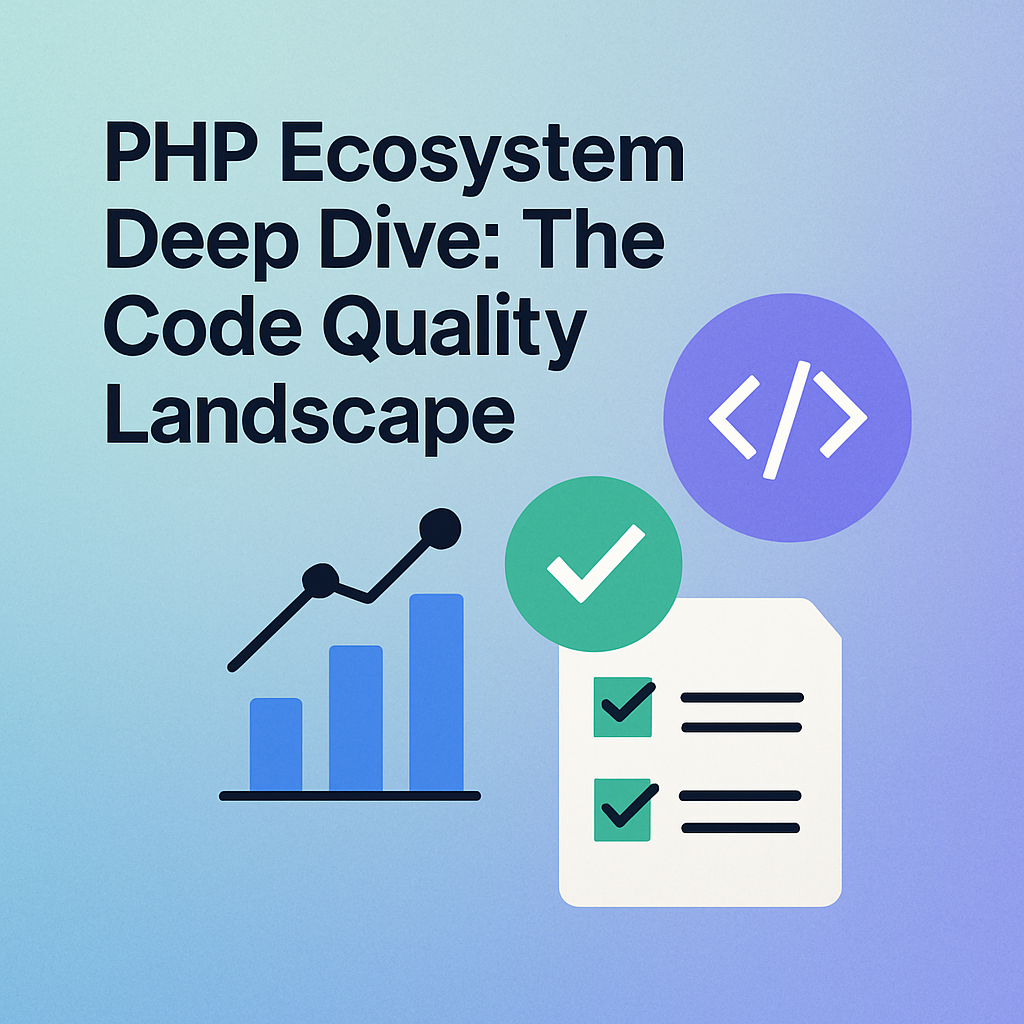 PHP Ecosystem
Deep Dive: The
Code Quality
Landscape
</>